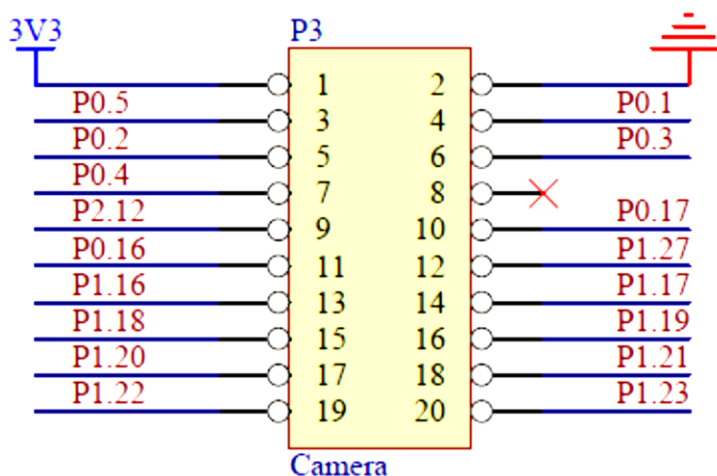 3V3 P3
1 2
P0.5 P0.1
3 4
P0.2 P0.3
5 6
P0.4
7 8
P2.12 P0.17
9 10
P0.16 P1.27
11 12
P1.16 P1.17
13 14
P1.18 P1.19
15 16
P1.20 P1.21
17 18
P1.22 P1.23
19 20
Camera